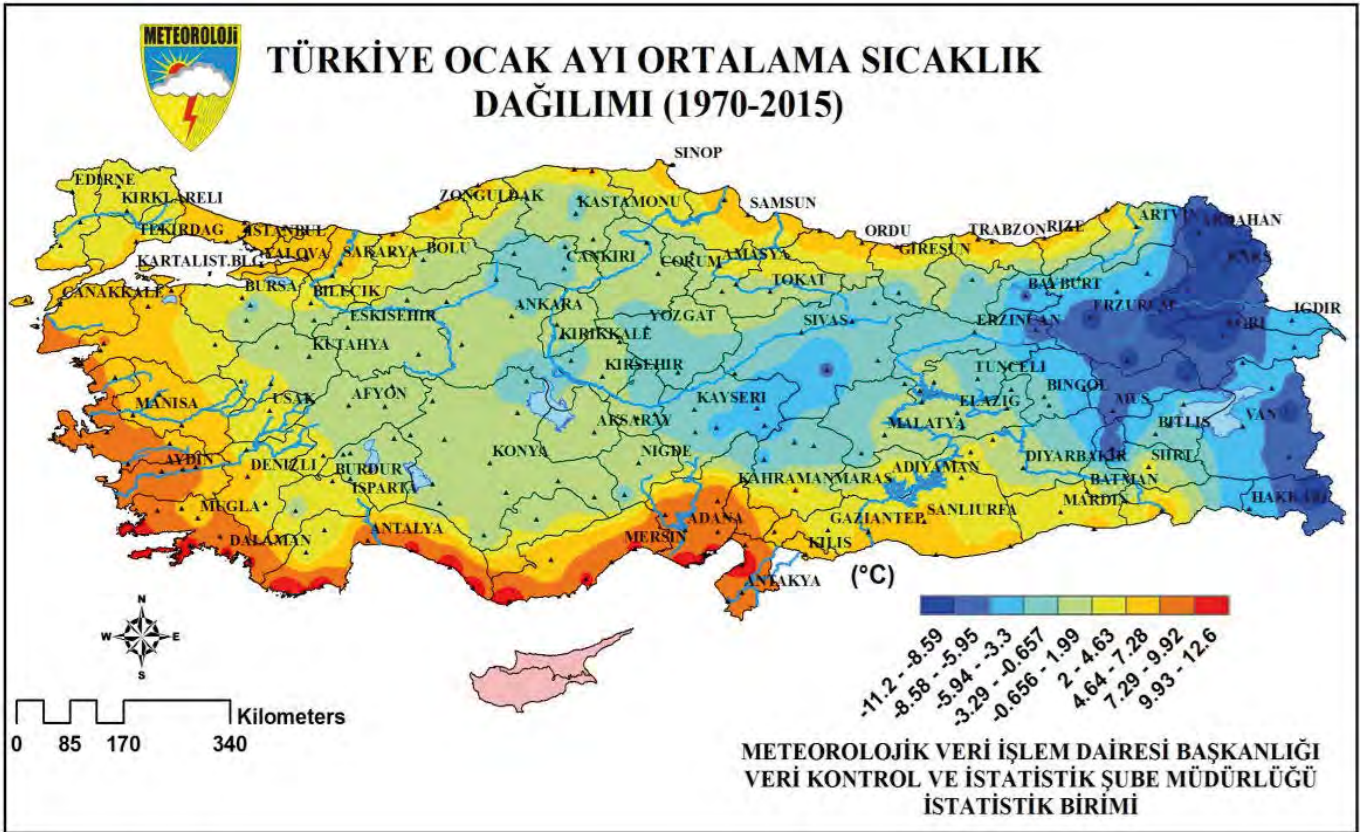 METEOROLOJİ
TÜRKİYE OCAK AYI ORTALAMA SICAKLIK
DAĞILIMI (1970-2015)
SINOP
EDIRNE
KIRKLARELI
ZONGULDAK
KASTAMONU
SAMSUN
TEKIRDAG
ISTANBUL
YALOVA
SAKARYA
BOLU
CANKIRI
CORUM
AMASYA
ORDU
GIRESUN
TRABZON
RIZE
ARTVIN
ARDAHAN
KARS
KARTALIST.BLG
CANAKKALE
BURSA
BILECIK
ESKISEHIR
ANKARA
KIRIKKALE
YOZGAT
TOKAT
SIVAS
BAYBURT
ERZINCAN
ERZURUM
AGRI
IGDIR
KUTAHYA
KIRSEHIR
TUNCELI
BINGOL
MANISA
USAK
AFYON
AKSARAY
KAYSERI
MALATYA
ELAZIG
MUS
BITLIS
VAN
AYDIN
DENIZLI
BURDUR
ISPARTA
KONYA
NIGDE
KAHRAMANMARAS
ADIYAMAN
DIYARBAKIR
BATMAN
SIIRT
MUGLA
DALAMAN
ANTALYA
MERSIN
ADANA
GAZIANTEP
SANLIURFA
MARDIN
HAKKARI
KILIS
ANTAKYA
(°C)
-11.2 - -8.59
-8.58 - -5.95
-5.94 - -3.3
-3.29 - -0.657
-0.656 - 1.99
2 - 4.63
4.64 - 7.28
7.29 - 9.92
9.93 - 12.6
N
W E
S
Kilometers
0 85 170 340
METEOROLOJİK VERİ İŞLEM DAİRESİ BAŞKANLIĞI
VERİ KONTROL VE İSTATİSTİK ŞUBE MÜDÜRLÜĞÜ
İSTATİSTİK BİRİMİ